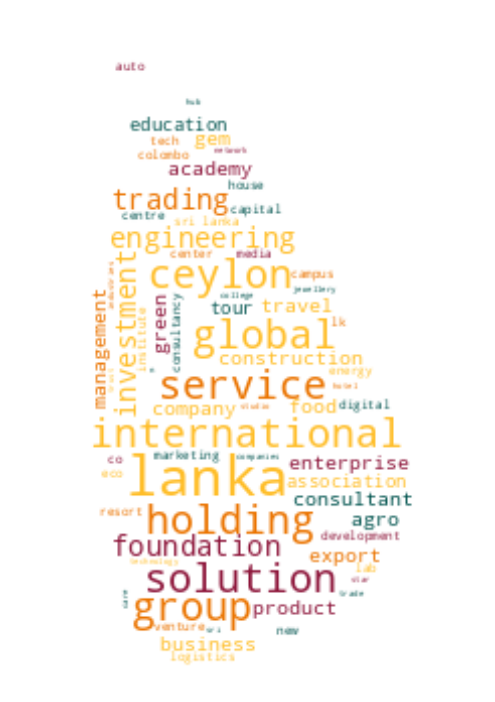 auto
hub
education
tech gem
colombo network
academy
house
trading capital
centre sri lanka
engineering
center media
ceylon campus
jewellery
industries investment institute green consultancy college
tour travel
management global lk
construction
energy
service hotel
company studio food digital
international
co marketing companies enterprise
eco lanka association
consultant
resort holding agro
foundation development
technology export
lab
solution star
care trade
group product
venture sri new
business
logistics